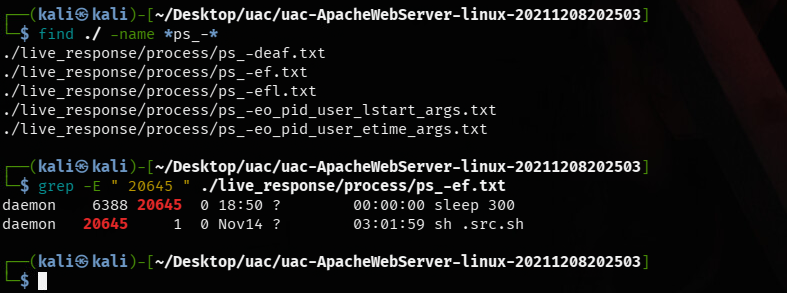 ┌──(kali㉿kali)-[~/Desktop/uac/uac-ApacheWebServer-linux-20211208202503]
└─$ find ./ -name *ps_-*
./live_response/process/ps_-deaf.txt
./live_response/process/ps_-ef.txt
./live_response/process/ps_-efl.txt
./live_response/process/ps_-eo_pid_user_lstart_args.txt
./live_response/process/ps_-eo_pid_user_etime_args.txt
┌──(kali㉿kali)-[~/Desktop/uac/uac-ApacheWebServer-linux-20211208202503]
└─$ grep -E " 20645 " ./live_response/process/ps_-ef.txt
daemon    6388 20645  0 18:50 ?        00:00:00 sleep 300
daemon   20645     1  0 Nov14 ?        03:01:59 sh .src.sh
┌──(kali㉿kali)-[~/Desktop/uac/uac-ApacheWebServer-linux-20211208202503]
└─$